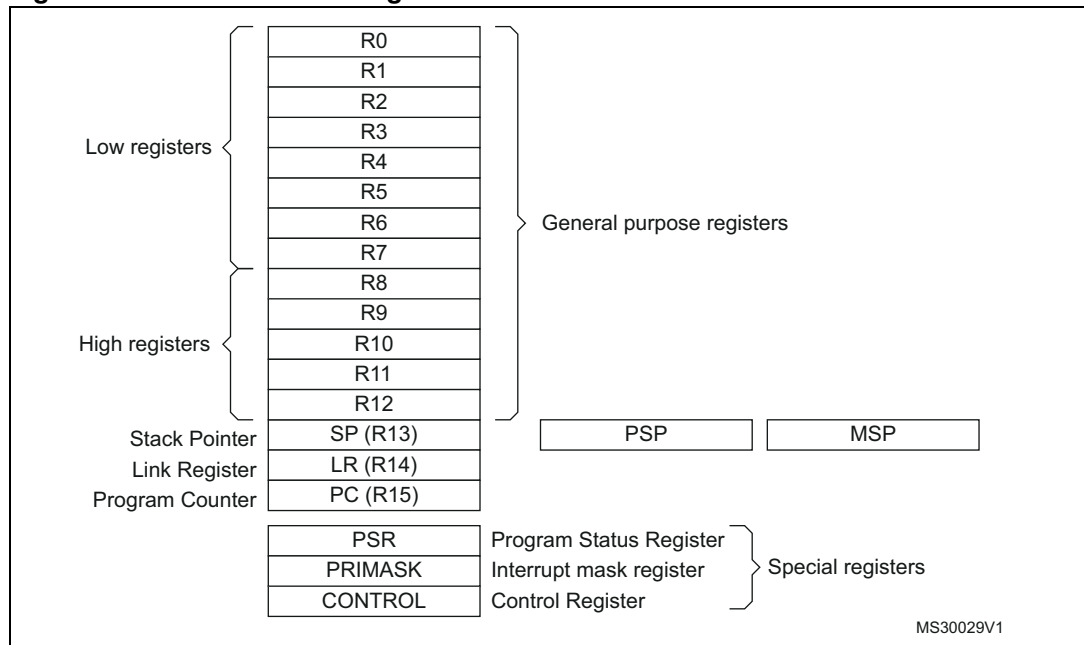 R0
R1
R2
R3
Low registers
R4
R5
R6
General purpose registers
R7
R8
R9
High registers
R10
R11
R12
Stack Pointer SP (R13) PSP MSP
Link Register LR (R14)
Program Counter PC (R15)
PSR Program Status Register
PRIMASK Interrupt mask register Special registers
CONTROL Control Register
MS30029V1